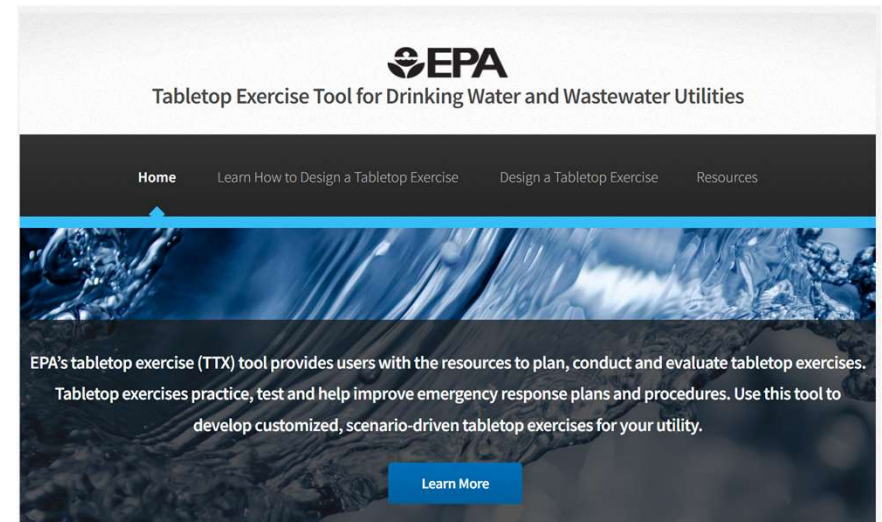 EPA
Tabletop Exercise Tool for Drinking Water and Wastewater Utilities
Home Learn How to Design a Tabletop Exercise Design a Tabletop Exercise Resources
EPA's tabletop exercise (TTX) tool provides users with the resources to plan, conduct and evaluate tabletop exercises.
Tabletop exercises practice, test and help improve emergency response plans and procedures. Use this tool to
develop customized, scenario-driven tabletop exercises for your utility.
Learn More